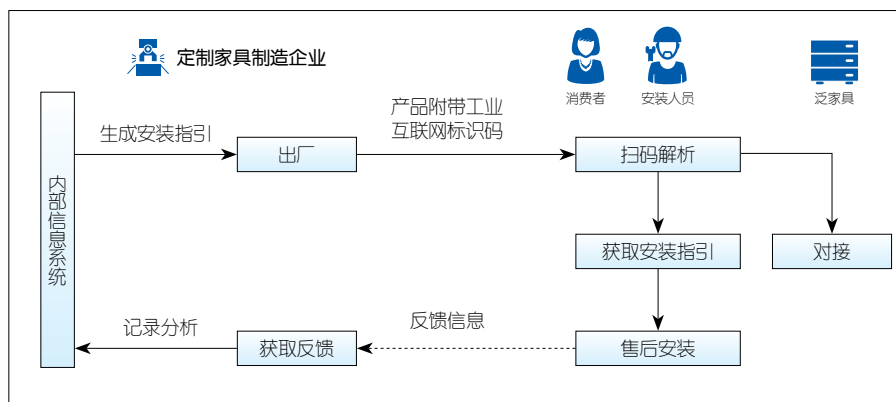 定制家具制造企业
消费者
安装人员
泛家具
生成安装指引
产品附带工业
互联网标识码
出厂
扫码解析
内部信息系统
获取安装指引
对接
记录分析
反馈信息
获取反馈
售后安装